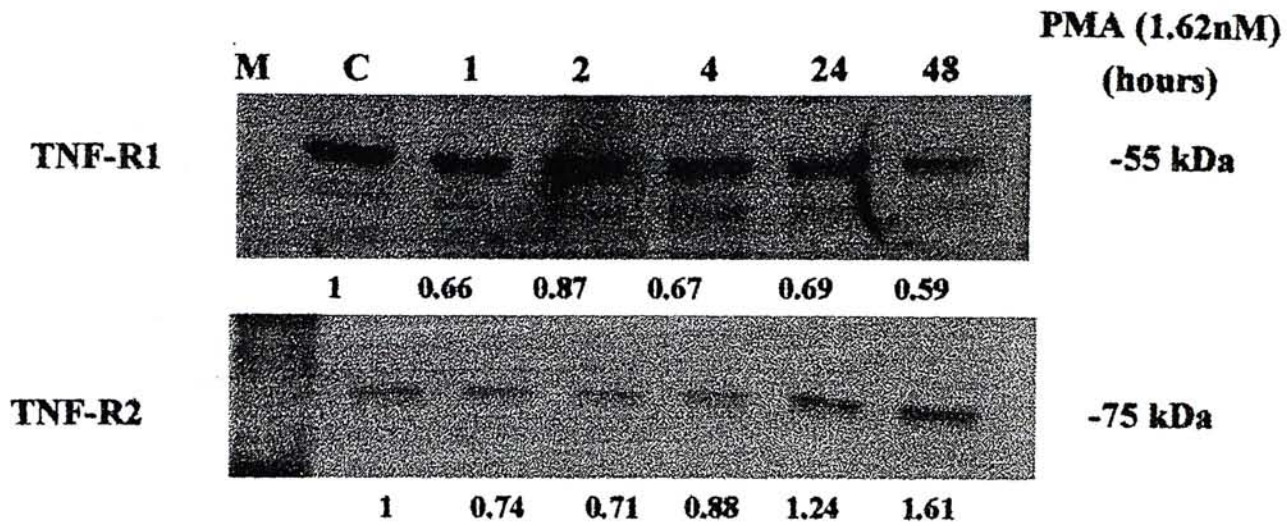 PMA (1.62nM)
M C 1 2 4 24 48 (hours)
TNF-R1 -55 kDa
1 0.66 0.87 0.67 0.69 0.59
TNF-R2 -75 kDa
1 0.74 0.71 0.88 1.24 1.61